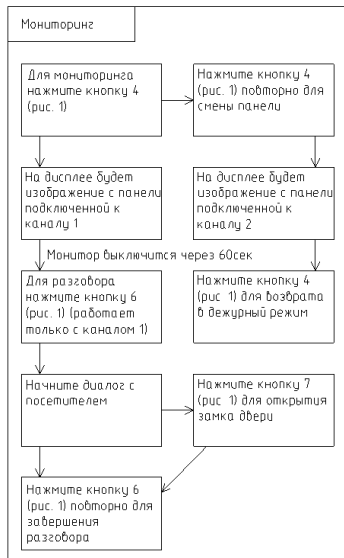 Мониторинг
Для мониторинга
нажмите кнопку 4
(рис. 1)
Нажмите кнопку 4
(рис. 1) повторно для
смены панели
На дисплее будет
изображение с панели
подключенной к
каналу 1
На дисплее будет
изображение с панели
подключенной к
каналу 2
Монитор выключится через 60сек
Для разговора
нажмите кнопку 6
(рис. 1) (работает
только с каналом 1)
Нажмите кнопку 4
(рис 1) для возврата
в дежурный режим
Начните диалог с
посетителем
Нажмите кнопку 7
(рис. 1) для открытия
замка двери
Нажмите кнопку 6
(рис. 1) повторно для
завершения
разговора